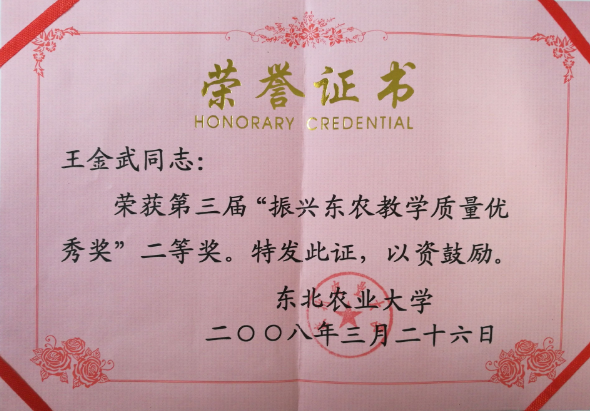 荣誉证书
HONORARY CREDENTIAL
王金武同志：
荣获第三届“振兴东农教学质量优
秀奖”二等奖。特发此证，以资鼓励。
东北农业大学
二〇〇八年三月二十六日